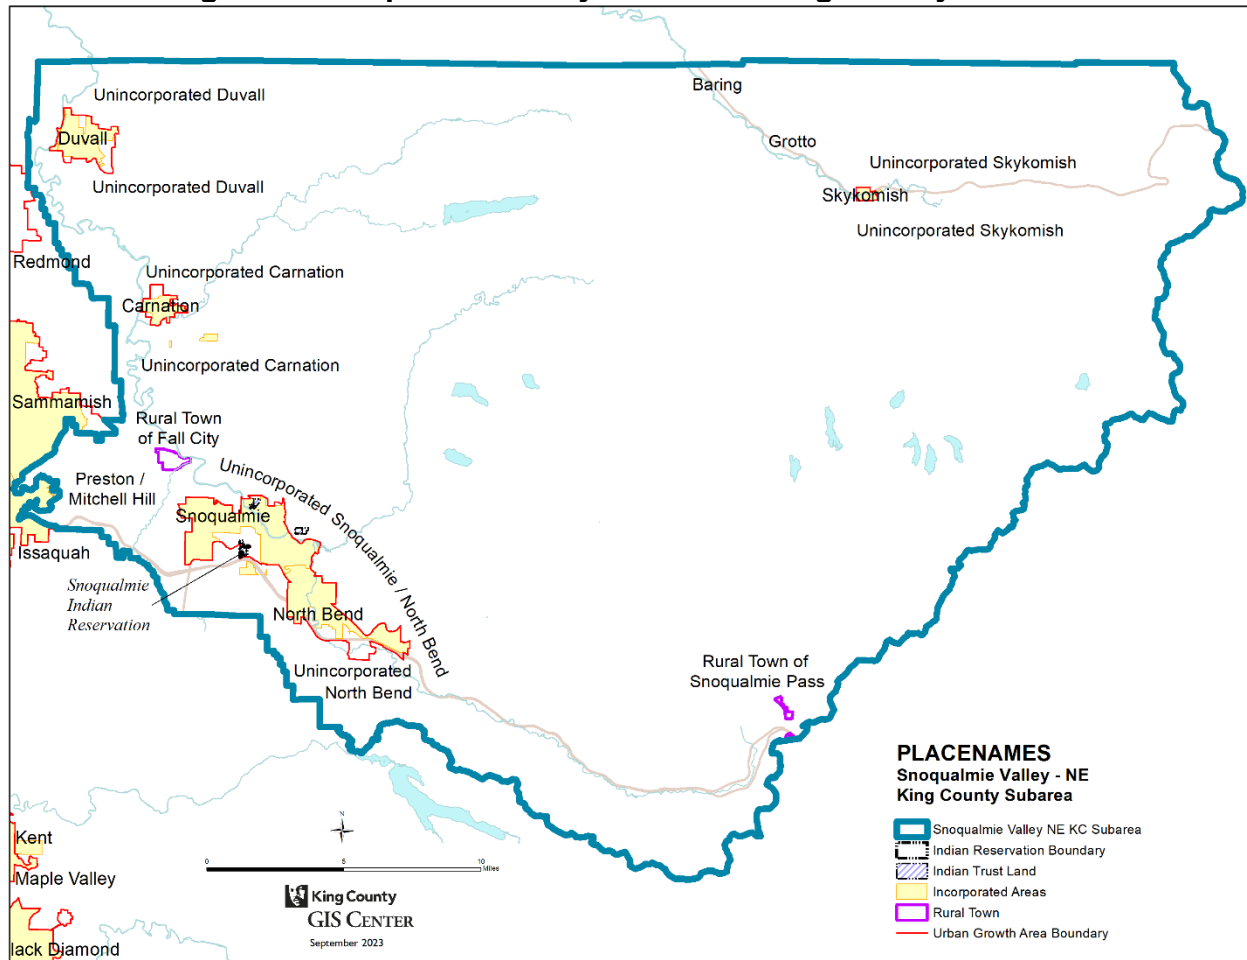 Baring
Unincorporated Duvall
Duvall
Grotto
Unincorporated Skykomish
Unincorporated Duvall
Skykomish
Unincorporated Skykomish
Redmond
Unincorporated Carnation
Carnation
Unincorporated Carnation
Sammamish
Rural Town
of Fall City
Unincorporated Snoqualmie / North Bend
Preston /
Mitchell Hill
Snoqualmie
Issaquah
Snoqualmie
Indian
Reservation
North Bend
Unincorporated
North Bend
Rural Town of
Snoqualmie Pass
PLACENAMES
Snoqualmie Valley - NE
King County Subarea
Snoqualmie Valley NE KC Subarea
Indian Reservation Boundary
Indian Trust Land
Incorporated Areas
Rural Town
Urban Growth Area Boundary
N
0 5 10
Miles
Kent
Maple Valley
lack Diamond
King County
GIS CENTER
September 2023